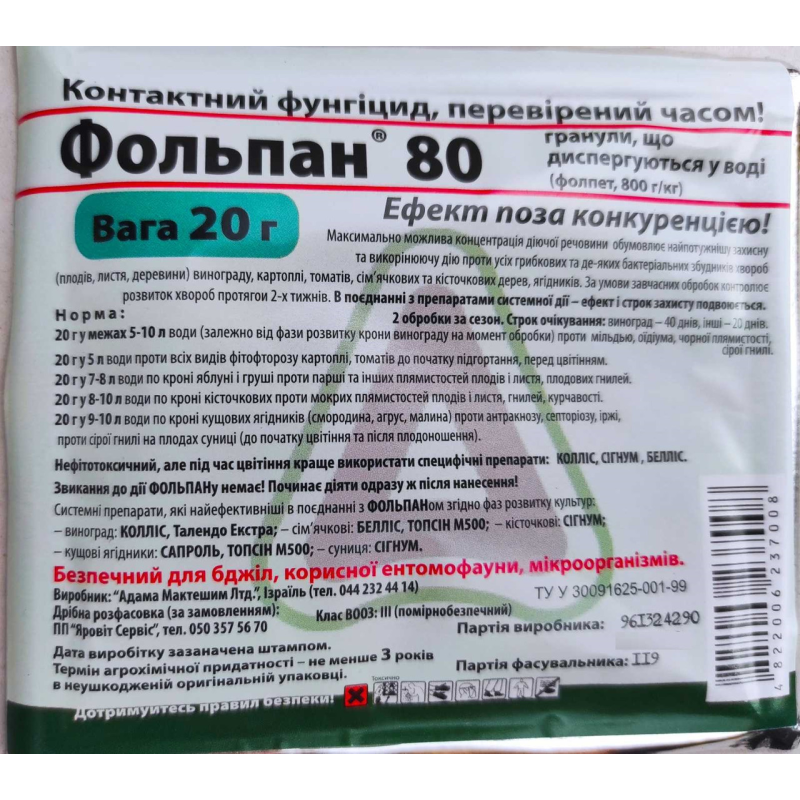 Контактний фунгіцид, перевірений часом!
Фольпан® 80
гранули, що
диспергуються у воді
(фолпет, 800 г/кг)
Вага 20 г
Ефект поза конкуренцією!
Максимально можлива концентрація діючої речовини обумовлює найпотужнішу захисну
та викорінюючу дію проти усіх грибкових та де-яких бактеріальних збудників хвороб
(плодів, листя, деревини) винограду, картоплі, томатів, сім'ячкових та кісточкових дерев, ягідників. За умови завчасних обробок контролює
розвиток хвороб протягом 2-х тижнів. В поєднанні з препаратами системної дії – ефект і строк захисту подвоюється.
Норма:
2 обробки за сезон. Строк очікування: виноград – 40 днів, інші – 20 днів.
20 г у межах 5-10 л води (залежно від фази розвитку крони винограду на момент обробки) проти мільдью, оїдіума, чорної плямистості,
сірої гнилі.
20 г у 5 л води проти всіх видів фітофторозу картоплі, томатів до початку підгортання, перед цвітінням.
20 г у 7-8 л води по кроні яблуні і груші проти парші та інших плямистостей плодів і листя, плодових гнилей.
20 г у 8-10 л води по кроні кісточкових проти мокрих плямистостей плодів і листя, гнилей, курчавості.
20 г у 9-10 л води по кроні кущових ягідників (смородина, агрус, малина) проти антракнозу, септоріозу, іржі,
проти сірої гнилі на плодах суниці (до початку цвітіння та після плодоношення).
Нефітотоксичний, але під час цвітіння краще використати специфічні препарати: КОЛЛІС, СІГНУМ , БЕЛЛІС.
Звикання до дії ФОЛЬПАНу немає! Починає діяти одразу ж після нанесення!
Системні препарати, які найефективніші в поєднанні з ФОЛЬПАНом згідно фаз розвитку культур:
– виноград: КОЛЛІС, Талендо Екстра; – сім'ячкові: БЕЛЛІС, ТОПСІН М500; – кісточкові: СІГНУМ;
– кущові ягідники: САПРОЛЬ, ТОПСІН М500; – суниця: СІГНУМ.
Безпечний для бджіл, корисної ентомофауни, мікроорганізмів.
Виробник: "Адама Мактешим Лтд.", Ізраїль (тел. 044 232 44 14)
ТУ У 30091625-001-99
Дрібна розфасовка (за замовленням):
Клас ВООЗ: III (помірнобезпечний)
ПП "Яровіт Сервіс", тел. 050 357 56 70
Партія виробника: 961324290
Дата виробітку зазаначена штампом.
Термін агрохімічної придатності – не менше 3 років
в неушкодженій оригінальній упаковці.
Партія фасувальника: II9
Дотримуйтесь правил безпеки!
Токсично
4 822006 237008